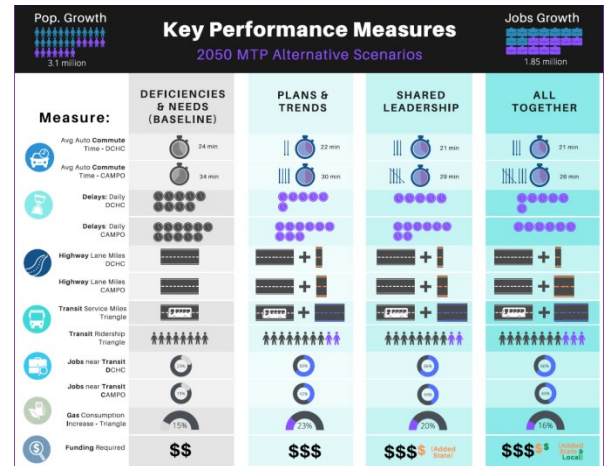 Pop. Growth
3.1 million
Key Performance Measures
2050 MTP Alternative Scenarios
Jobs Growth
1.85 million
Measure:
DEFICIENCIES
& NEEDS
(BASELINE)
PLANS &
TRENDS
SHARED
LEADERSHIP
ALL
TOGETHER
Avg Auto Commute
Time - DCHC
24 min
22 min
21 min
21 min
Avg Auto Commute
Time - CAMPO
34 min
30 min
29 min
28 min
Delays: Daily
DCHC
Delays: Daily
CAMPO
Highway Lane Miles
DCHC
Highway Lane Miles
CAMPO
Transit Service Miles
Triangle
Transit Ridership
Triangle
Jobs near Transit
DCHC
Jobs near Transit
CAMPO
Gas Consumption
Increase - Triangle
15%
23%
20%
16%
Funding Required
$$
$$$
$$$$ (Added
State)
$$$$$ (Added
State &
Local)